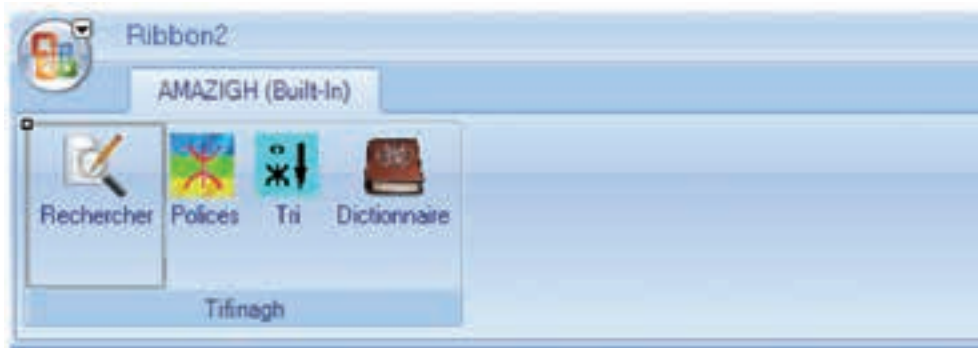 Ribbon2
AMAZIGH (Built-In)
Rechercher Polices Tri Dictionnaire
Tifinagh